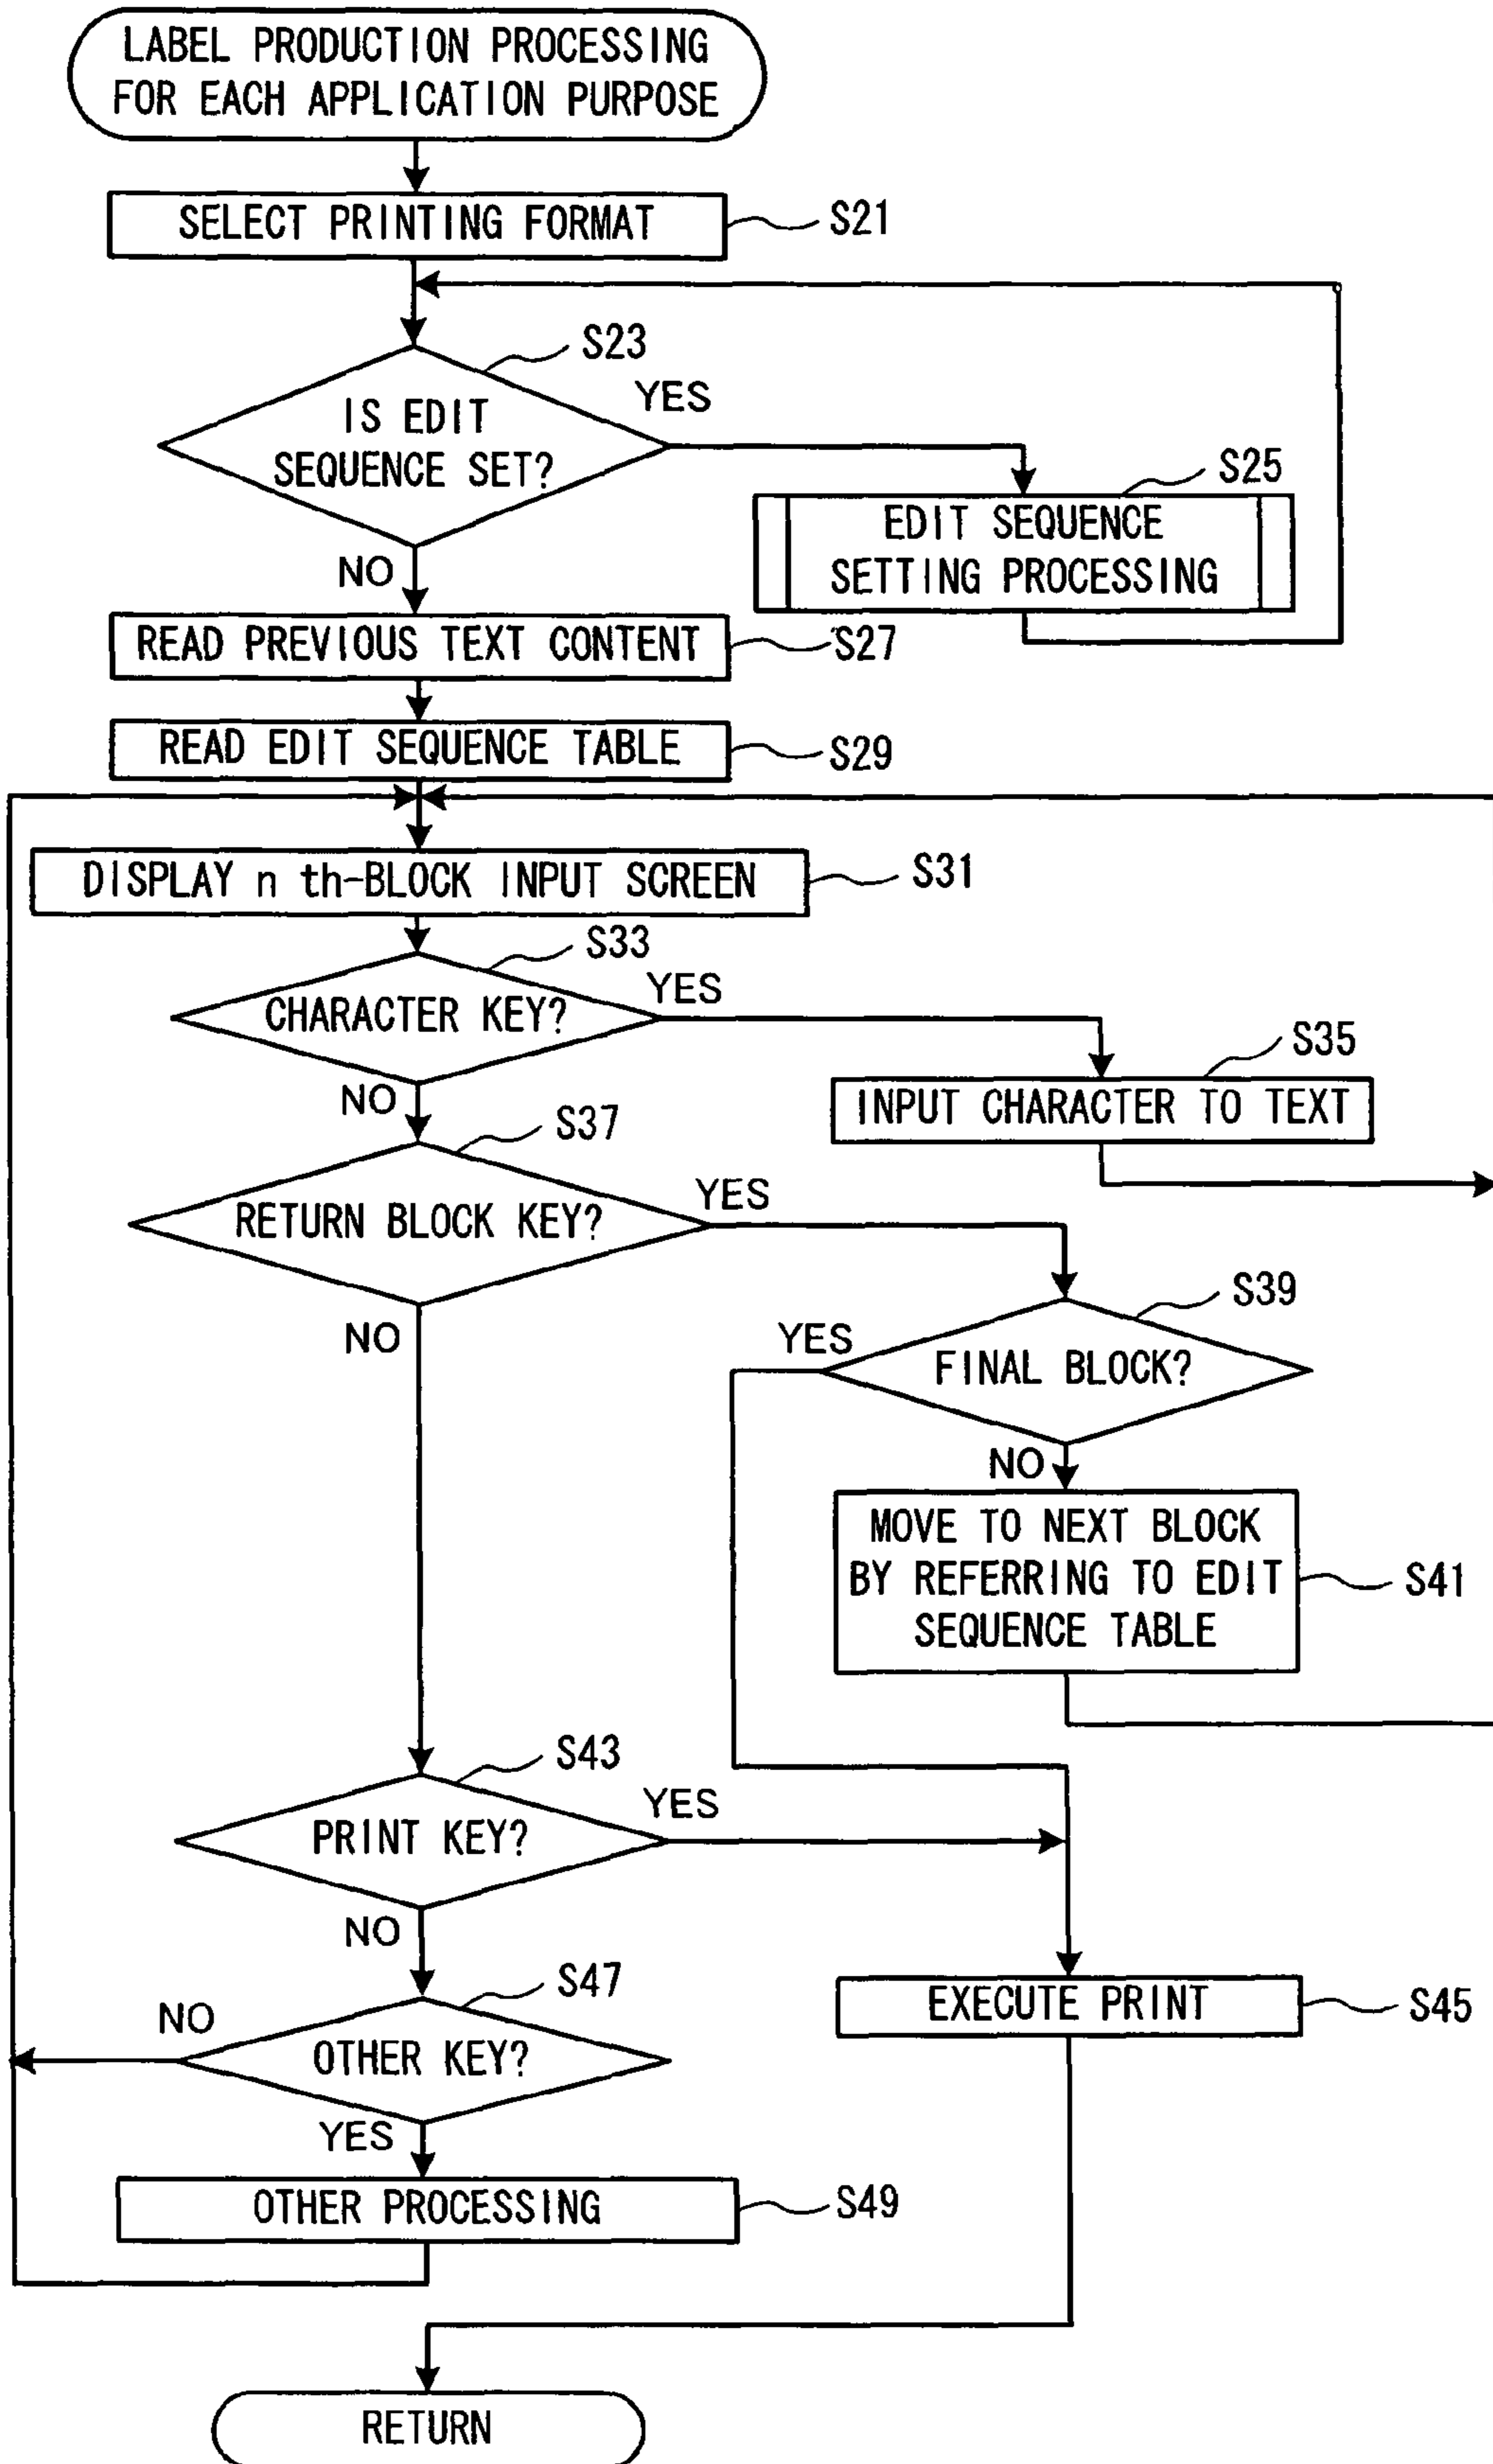 LABEL PRODUCTION PROCESSING
FOR EACH APPLICATION PURPOSE
SELECT PRINTING FORMAT
S21
S23
IS EDIT
SEQUENCE SET?
YES
S25
EDIT SEQUENCE
SETTING PROCESSING
NO
READ PREVIOUS TEXT CONTENT
S27
READ EDIT SEQUENCE TABLE
S29
DISPLAY n th-BLOCK INPUT SCREEN
S31
S33
CHARACTER KEY?
YES
S35
INPUT CHARACTER TO TEXT
NO
S37
RETURN BLOCK KEY?
YES
S39
YES
FINAL BLOCK?
NO
NO
MOVE TO NEXT BLOCK
BY REFERRING TO EDIT
SEQUENCE TABLE
S41
S43
PRINT KEY?
YES
NO
S47
EXECUTE PRINT
S45
NO
OTHER KEY?
YES
OTHER PROCESSING
S49
RETURN